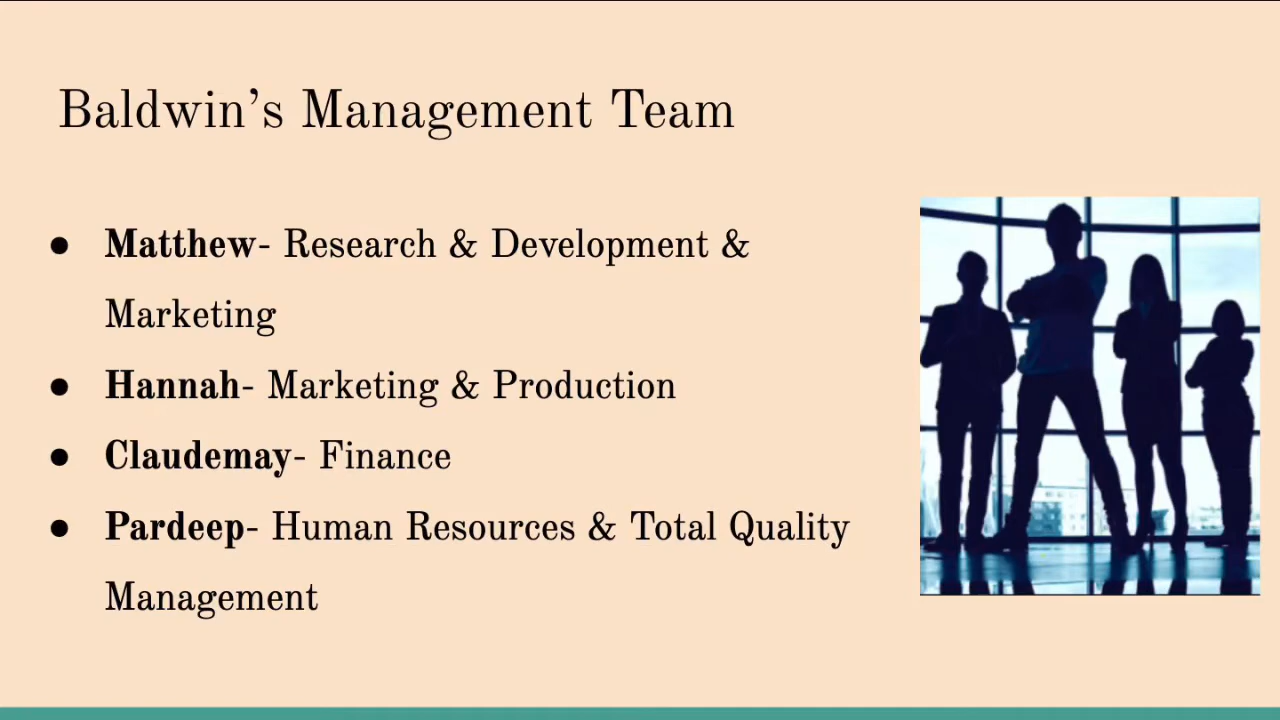 Baldwin’s Management Team
● Matthew- Research & Development &
Marketing
● Hannah- Marketing & Production
● Claudemay- Finance
● Pardeep- Human Resources & Total Quality
Management